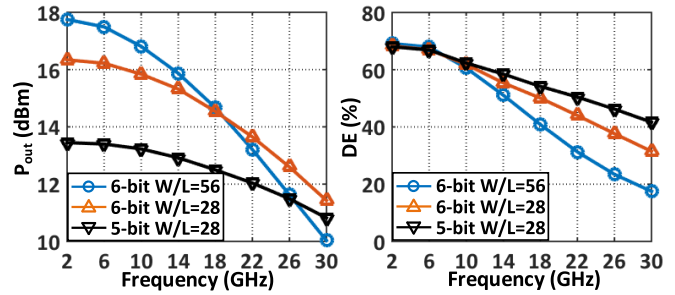 18
16
14
12
10
P_out (dBm)
6-bit W/L=56
6-bit W/L=28
5-bit W/L=28
2 6 10 14 18 22 26 30
Frequency (GHz)
80
60
40
20
0
DE (%)
6-bit W/L=56
6-bit W/L=28
5-bit W/L=28
2 6 10 14 18 22 26 30
Frequency (GHz)